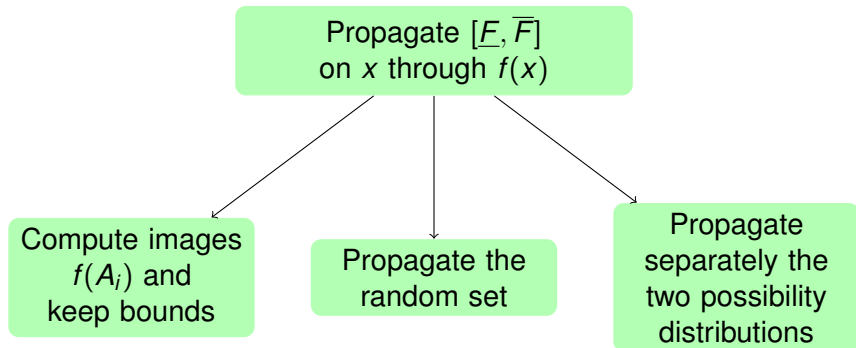 Propagate [F̲, F̅]
on x through f(x)
Compute images
f(Aᵢ) and
keep bounds
Propagate the
random set
Propagate
separately the
two possibility
distributions